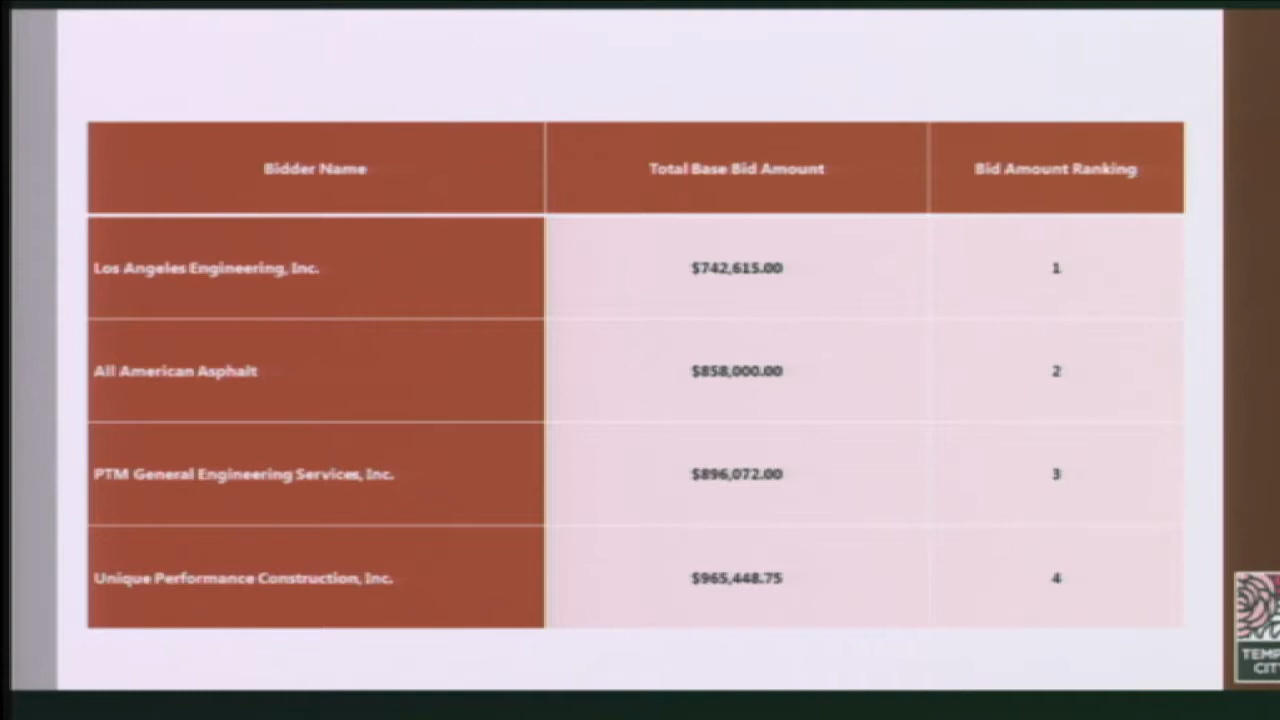 Bidder Name Total Base Bid Amount Bid Amount Ranking
Los Angeles Engineering, Inc. $742,615.00 1
All American Asphalt $858,000.00 2
PTM General Engineering Services, Inc. $896,072.00 3
Unique Performance Construction, Inc. $965,448.75 4